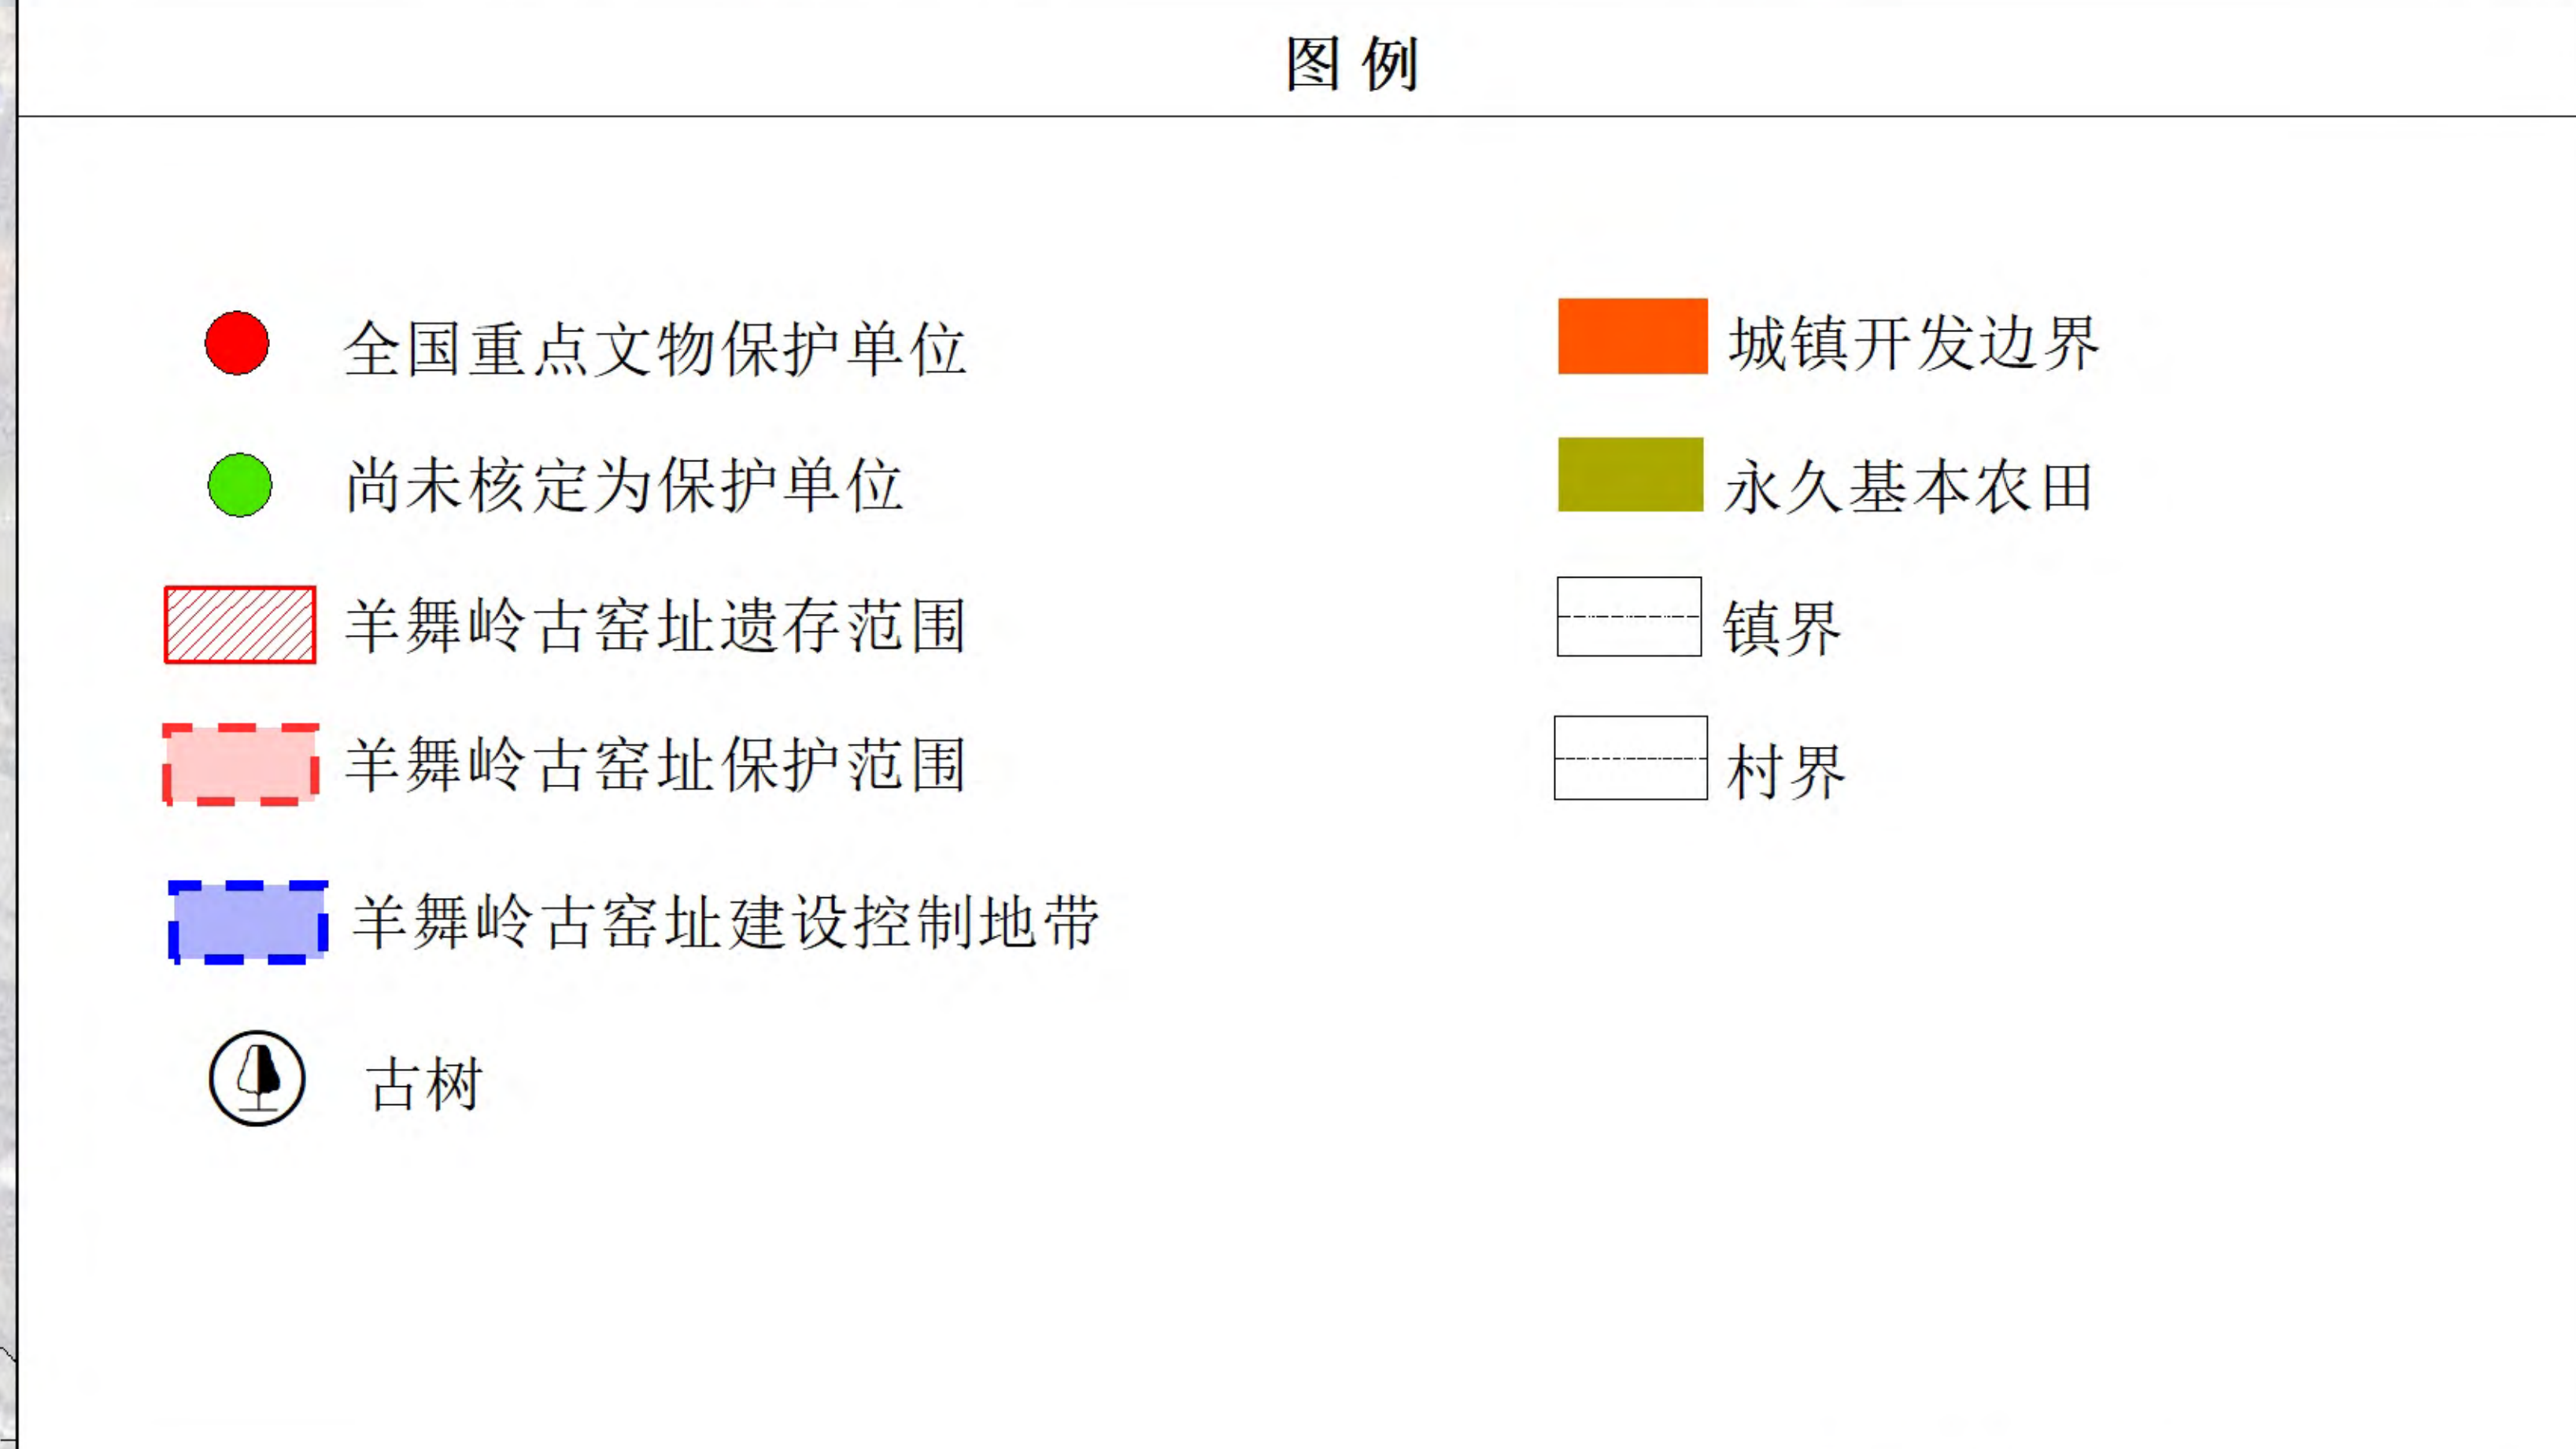 图例
全国重点文物保护单位
尚未核定为保护单位
羊舞岭古窑址遗存范围
羊舞岭古窑址保护范围
羊舞岭古窑址建设控制地带
古树
城镇开发边界
永久基本农田
镇界
村界